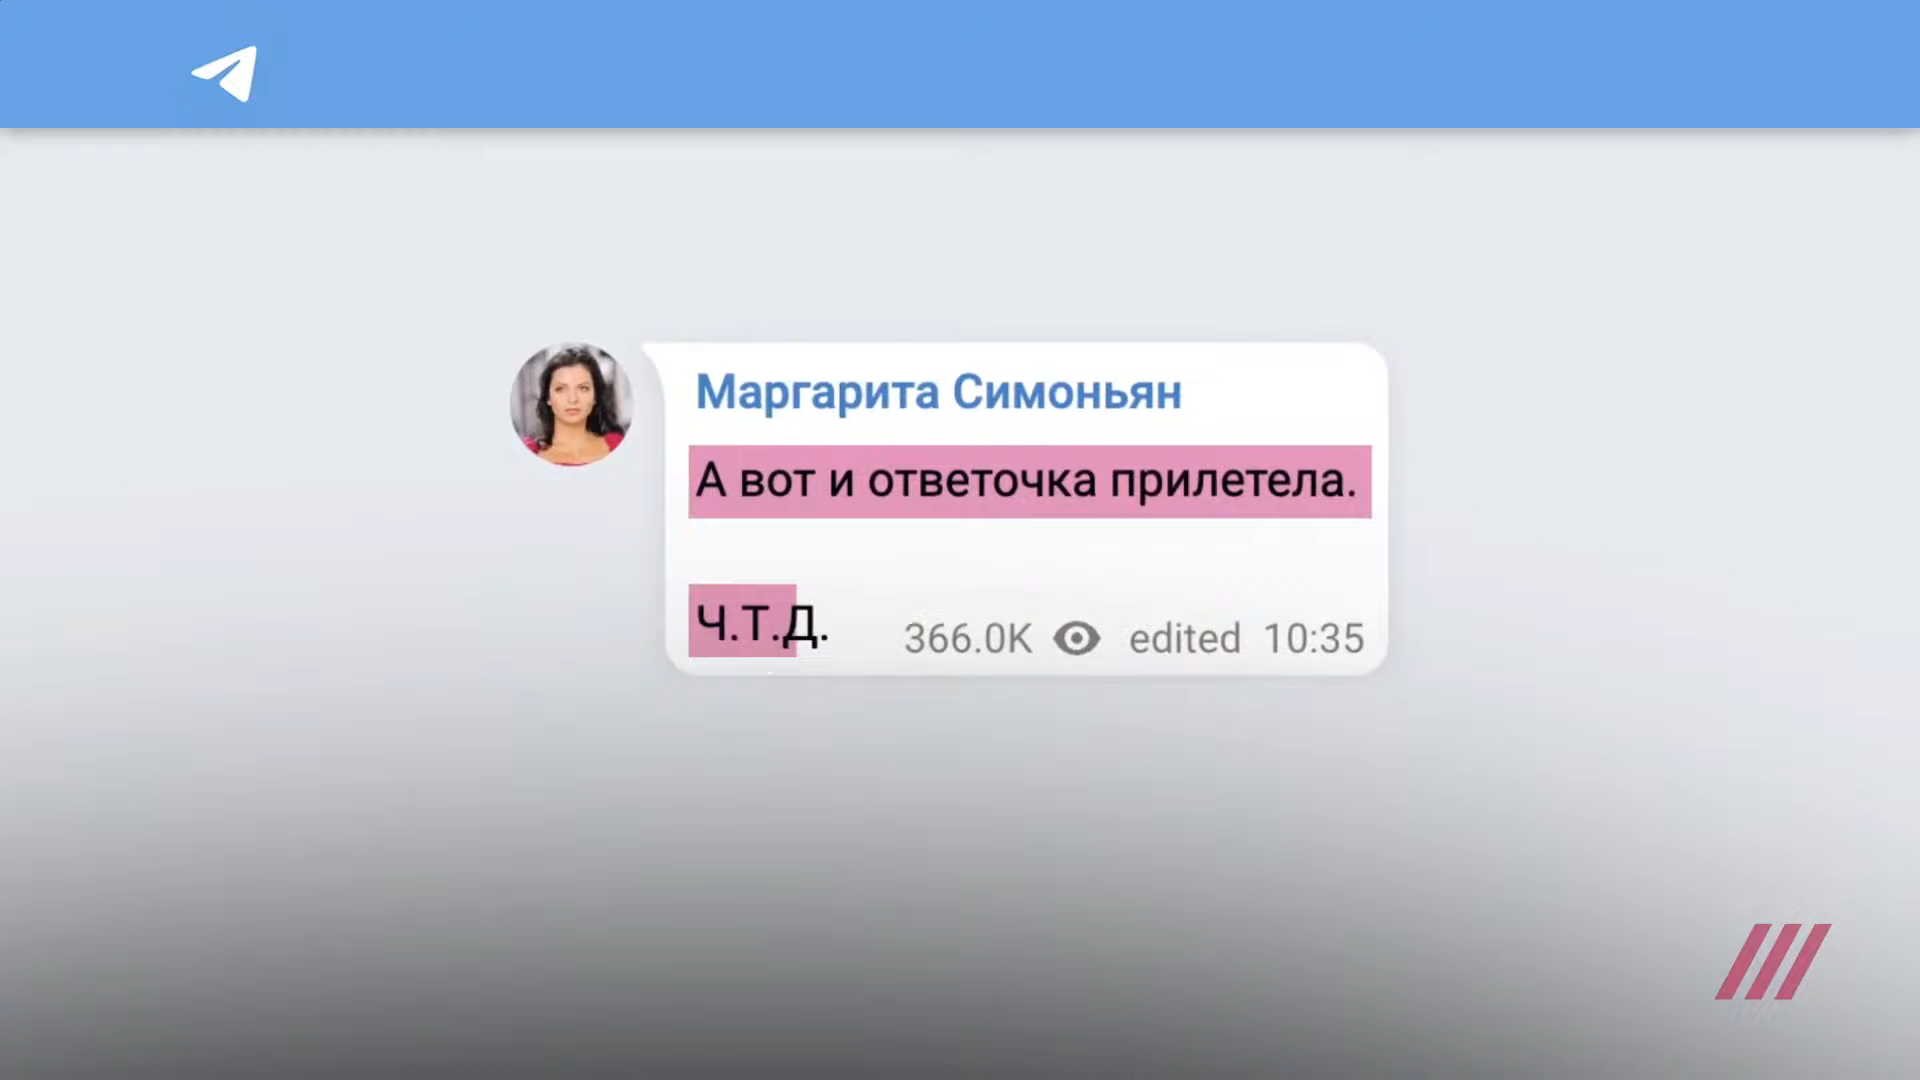 Маргарита Симоньян
А вот и ответочка прилетела.
Ч.Т.Д.
366.0K edited 10:35